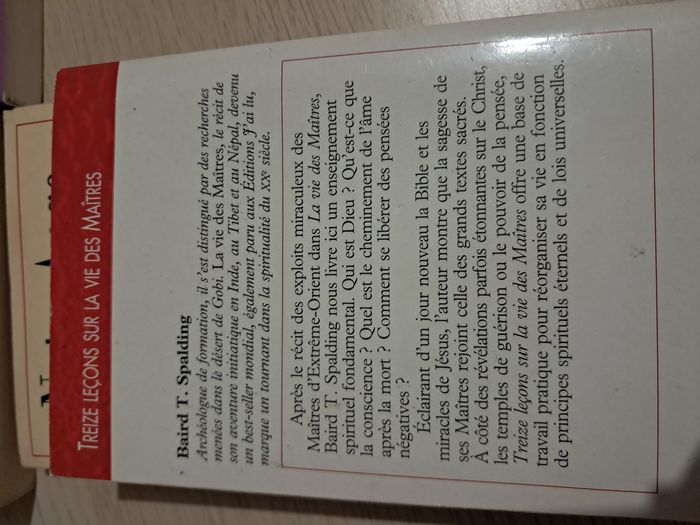 TREIZE LEÇONS SUR LA VIE DES MAÎTRES
Baird T. Spalding
Archéologue de formation, il s'est distingué par des recherches
menées dans le désert de Gobi. La vie des Maîtres, le récit de
son aventure initiatique en Inde, au Tibet et au Népal, devenu
un best-seller mondial, également paru aux Éditions J'ai lu,
marque un tournant dans la spiritualité du XXe siècle.
Après le récit des exploits miraculeux des
Maîtres d'Extrême-Orient dans La vie des Maîtres,
Baird T. Spalding nous livre ici un enseignement
spirituel fondamental. Qui est Dieu ? Qu'est-ce que
la conscience ? Quel est le cheminement de l'âme
après la mort ? Comment se libérer des pensées
négatives ?
Éclairant d'un jour nouveau la Bible et les
miracles de Jésus, l'auteur montre que la sagesse de
ses Maîtres rejoint celle des grands textes sacrés.
À côté des révélations parfois étonnantes sur le Christ,
les temples de guérison ou le pouvoir de la pensée,
Treize leçons sur la vie des Maîtres offre une base de
travail pratique pour réorganiser sa vie en fonction
de principes spirituels éternels et de lois universelles.